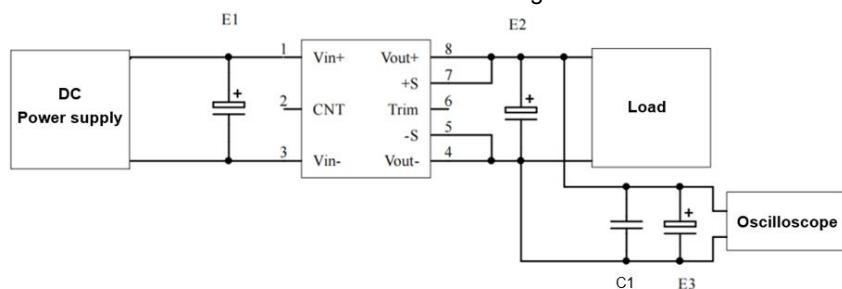 E1
E2
1
Vin+
Vout+
8
+S
7
DC
Power supply
+
2
CNT
Trim
6
+
Load
-S
5
3
Vin-
Vout-
4
+
Oscilloscope
C1
E3